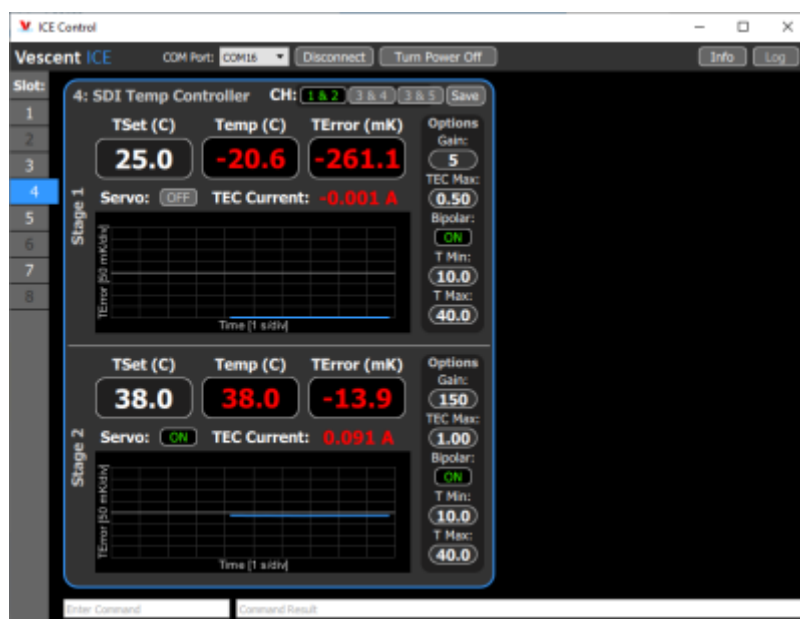 ICE Control
Vescent ICE COM Port: COM16 Disconnect Turn Power Off Info Log
Slot:
1
2
3
4
5
6
7
8
4: SDI Temp Controller CH: 1 & 2 3 & 4 3 & 5 Save
Stage 1
TSet (C) Temp (C) TError (mK)
25.0 -20.6 -261.1
Servo: OFF TEC Current: -0.001 A
TError [50 mK/div]
Time [1 s/div]
Options
Gain:
5
TEC Max:
0.50
Bipolar:
ON
T Min:
10.0
T Max:
40.0
Stage 2
TSet (C) Temp (C) TError (mK)
38.0 38.0 -13.9
Servo: ON TEC Current: 0.091 A
TError [50 mK/div]
Time [1 s/div]
Options
Gain:
150
TEC Max:
1.00
Bipolar:
ON
T Min:
10.0
T Max:
40.0
Enter Command Command Result